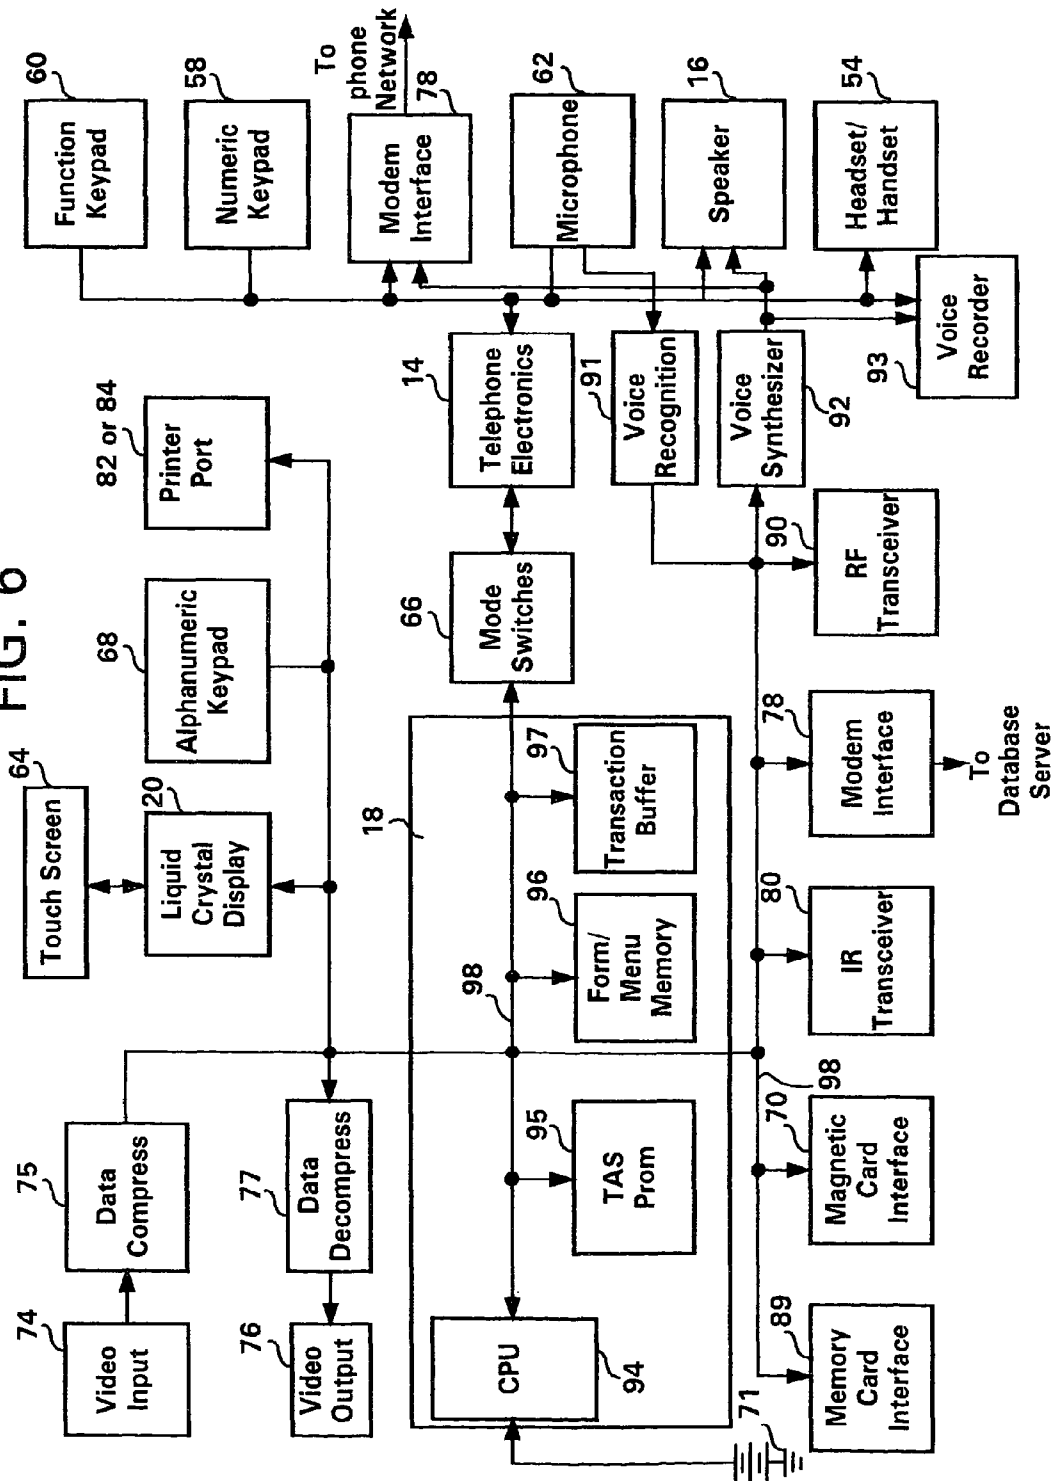 FIG. 6
74
Video
Input
75
Data
Compress
64
Touch Screen
20
Liquid
Crystal
Display
68
Alphanumeric
Keypad
82 or 84
Printer
Port
60
Function
Keypad
58
Numeric
Keypad
To
phone
Network
78
Modem
Interface
76
Video
Output
77
Data
Decompress
18
98
66
Mode
Switches
14
Telephone
Electronics
62
Microphone
94
CPU
95
TAS
Prom
96
Form/
Menu
Memory
97
Transaction
Buffer
91
Voice
Recognition
16
Speaker
92
Voice
Synthesizer
54
Headset/
Handset
93
Voice
Recorder
71
89
Memory
Card
Interface
70
Magnetic
Card
Interface
98
80
IR
Transceiver
78
Modem
Interface
To
Database
Server
90
RF
Transceiver